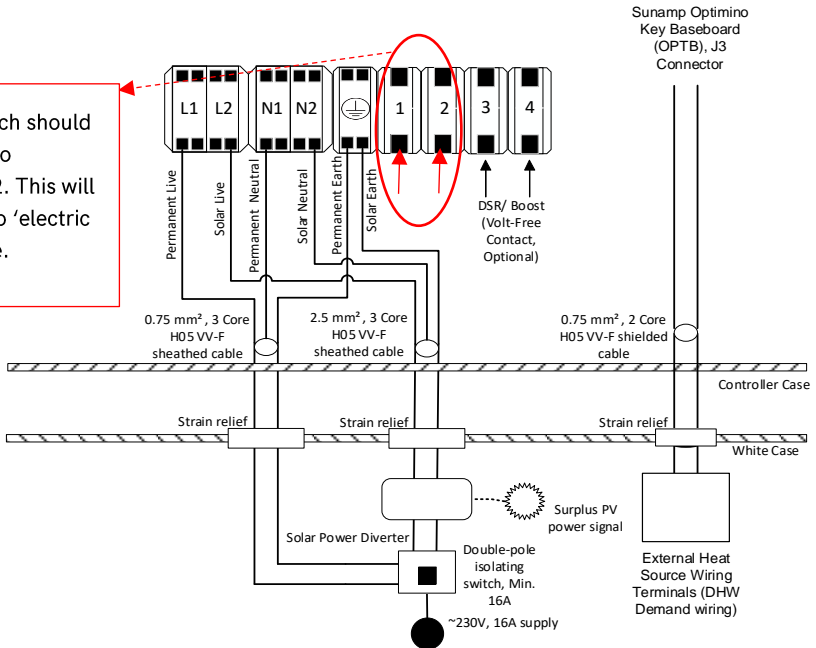 Sunamp Optimino
Key Baseboard
(OPTB), J3
Connector
L1 L2 N1 N2 1 2 3 4
ch should
o
2. This will
o ‘electric
e.
Permanent Live
Solar Live
Permanent Neutral
Solar Neutral
Permanent Earth
Solar Earth
DSR/ Boost
(Volt-Free
Contact,
Optional)
0.75 mm², 3 Core
H05 VV-F
sheathed cable
2.5 mm², 3 Core
H05 VV-F
sheathed cable
0.75 mm², 2 Core
H05 VV-F shielded
cable
Controller Case
Strain relief
Strain relief
Strain relief
White Case
Surplus PV
power signal
Solar Power Diverter
Double-pole
isolating
switch, Min.
16A
~230V, 16A supply
External Heat
Source Wiring
Terminals (DHW
Demand wiring)